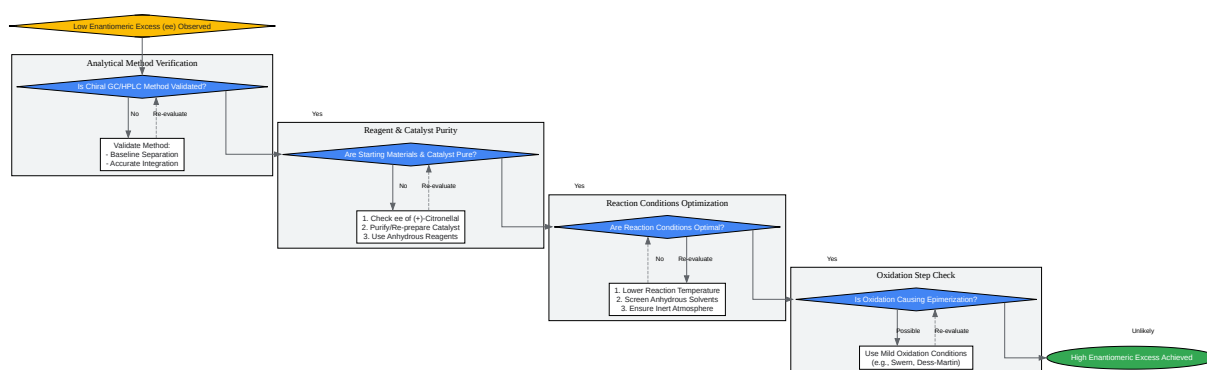 Low Enantiomeric Excess (ee) Observed
Analytical Method Verification
Is Chiral GC/HPLC Method Validated?
No
Re-evaluate
Validate Method:
- Baseline Separation
- Accurate Integration
Yes
Reagent & Catalyst Purity
Are Starting Materials & Catalyst Pure?
No
Re-evaluate
1. Check ee of (+)-Citronellal
2. Purify/Re-prepare Catalyst
3. Use Anhydrous Reagents
Yes
Reaction Conditions Optimization
Are Reaction Conditions Optimal?
No
Re-evaluate
1. Lower Reaction Temperature
2. Screen Anhydrous Solvents
3. Ensure Inert Atmosphere
Yes
Oxidation Step Check
Is Oxidation Causing Epimerization?
Possible
Re-evaluate
Use Mild Oxidation Conditions
(e.g., Swern, Dess-Martin)
Unlikely
High Enantiomeric Excess Achieved